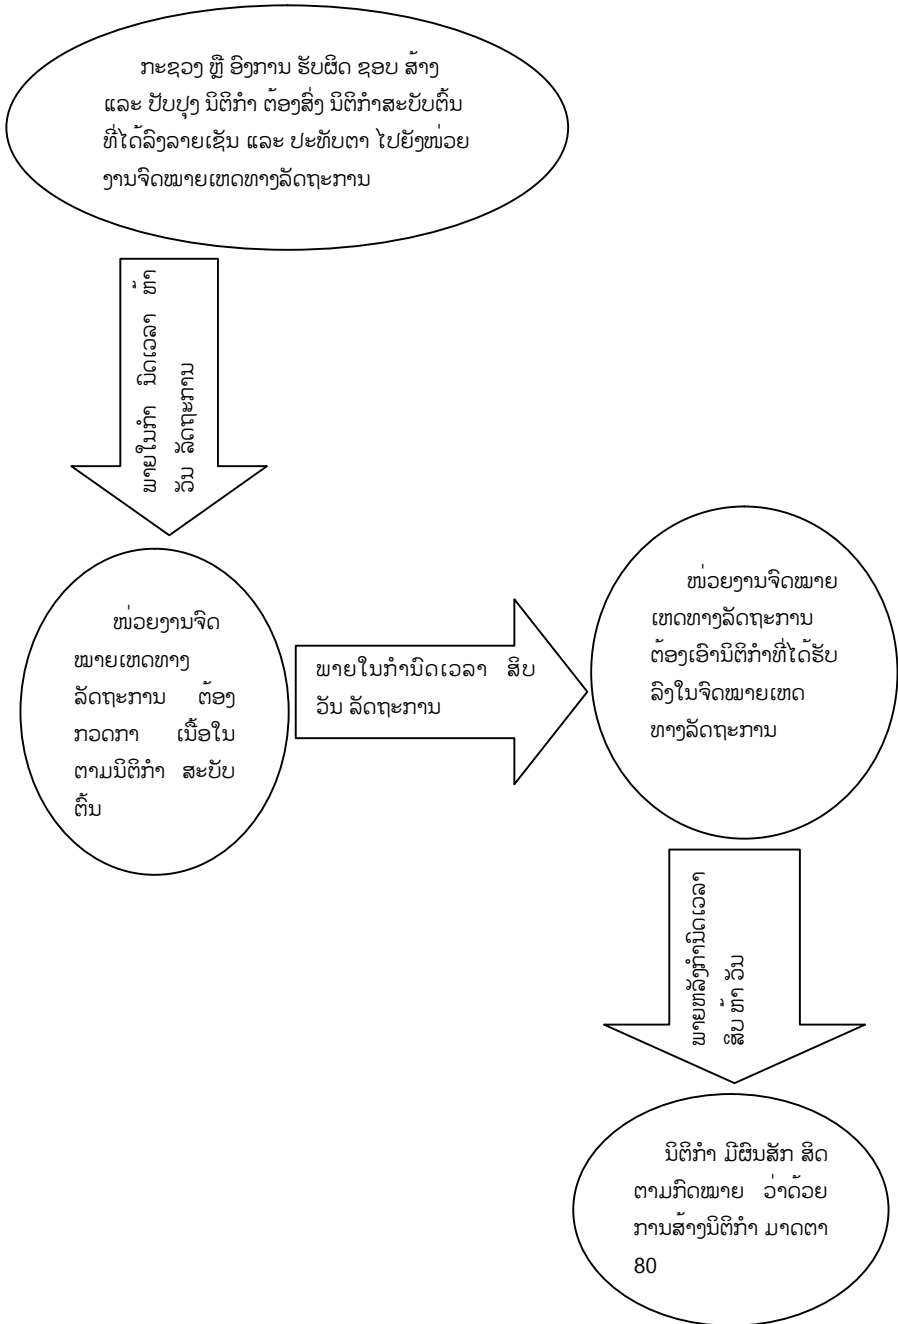 ກະຊວງ ຫຼື ອົງການ ຮັບຜິດ ຊອບ ສ້າງ
ແລະ ປັບປຸງ ນິຕິກຳ ຕ້ອງສົ່ງ ນິຕິກຳສະບັບຕົ້ນ
ທີ່ໄດ້ລົງລາຍເຊັນ ແລະ ປະທັບຕາ ໄປຍັງໜ່ວຍ
ງານຈົດໝາຍເຫດທາງລັດຖະການ
ພາຍໃນກຳ ນົດເວລາ ຫ້າ
ວັນ ລັດຖະການ
ໜ່ວຍງານຈົດ
ໝາຍເຫດທາງ
ລັດຖະການ ຕ້ອງ
ກວດກາ ເນື້ອໃນ
ຕາມນິຕິກຳ ສະບັບ
ຕົ້ນ
ພາຍໃນກຳນົດເວລາ ສິບ
ວັນ ລັດຖະການ
ໜ່ວຍງານຈົດໝາຍ
ເຫດທາງລັດຖະການ
ຕ້ອງເອົານິຕິກຳທີ່ໄດ້ຮັບ
ລົງໃນຈົດໝາຍເຫດ
ທາງລັດຖະການ
ພາຍຫລັງກຳນົດເວລາ
ສິບ ຫ້າ ວັນ
ນິຕິກຳ ມີຜົນສັກ ສິດ
ຕາມກົດໝາຍ ວ່າດ້ວຍ
ການສ້າງນິຕິກຳ ມາດຕາ
80